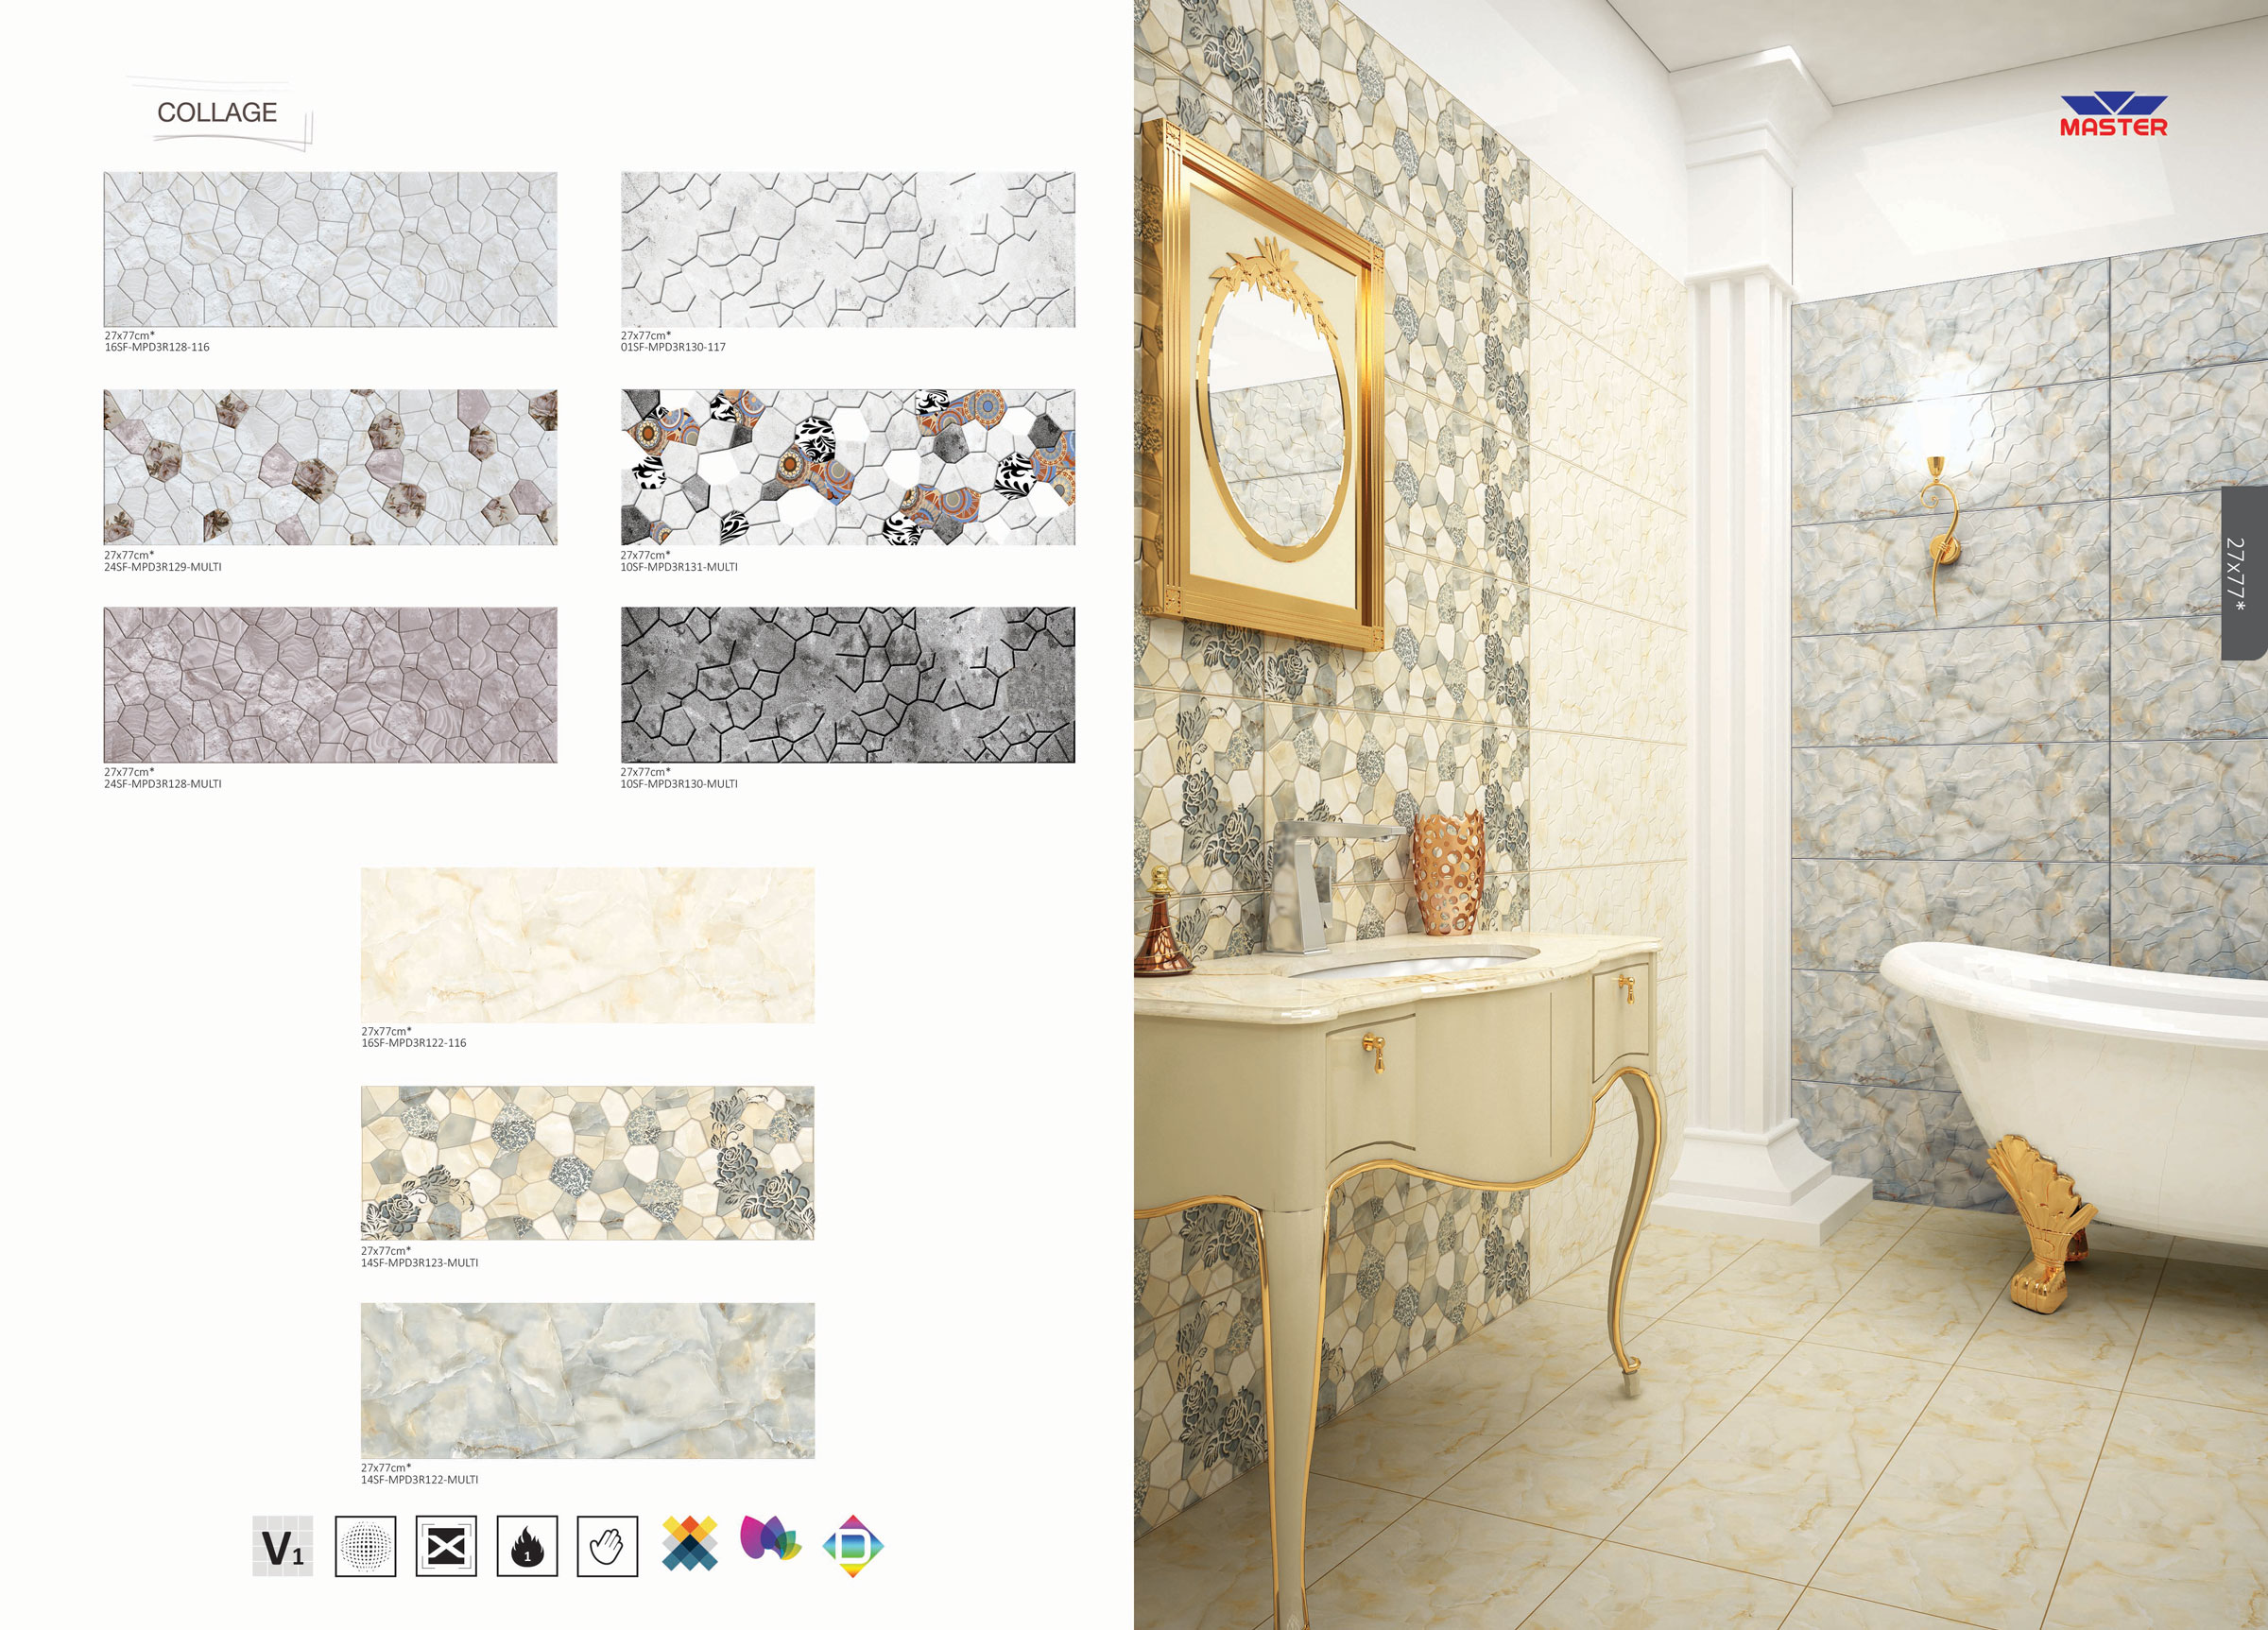 COLLAGE
27x77cm*
16SF-MPD3R128-116
27x77cm*
01SF-MPD3R130-117
27x77cm*
24SF-MPD3R129-MULTI
27x77cm*
10SF-MPD3R131-MULTI
27x77cm*
24SF-MPD3R128-MULTI
27x77cm*
10SF-MPD3R130-MULTI
27x77cm*
16SF-MPD3R122-116
27x77cm*
14SF-MPD3R123-MULTI
27x77cm*
14SF-MPD3R122-MULTI
V1
1
D
MASTER
27x77*